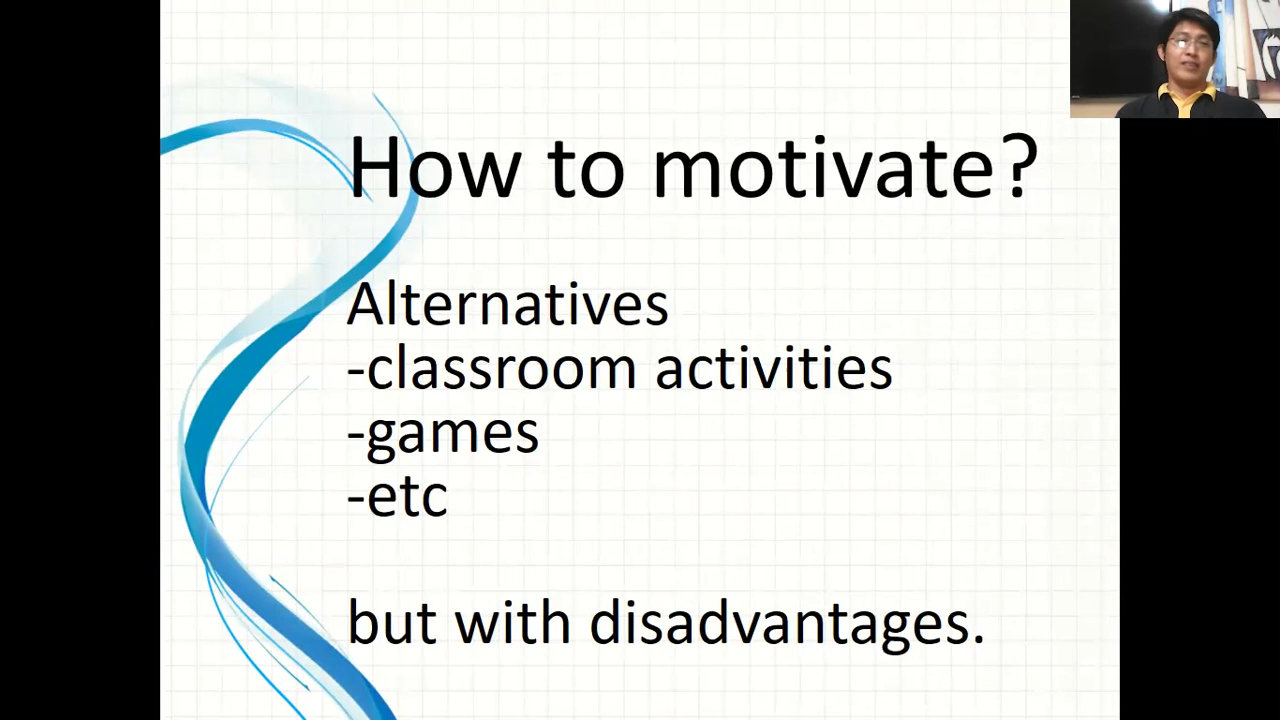 How to motivate?
Alternatives
-classroom activities
-games
-etc
but with disadvantages.